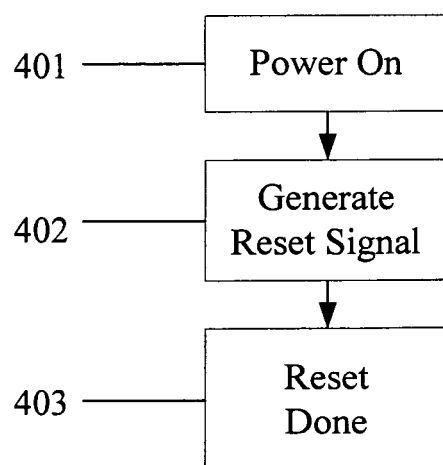 401
Power On
402
Generate
Reset Signal
403
Reset
Done